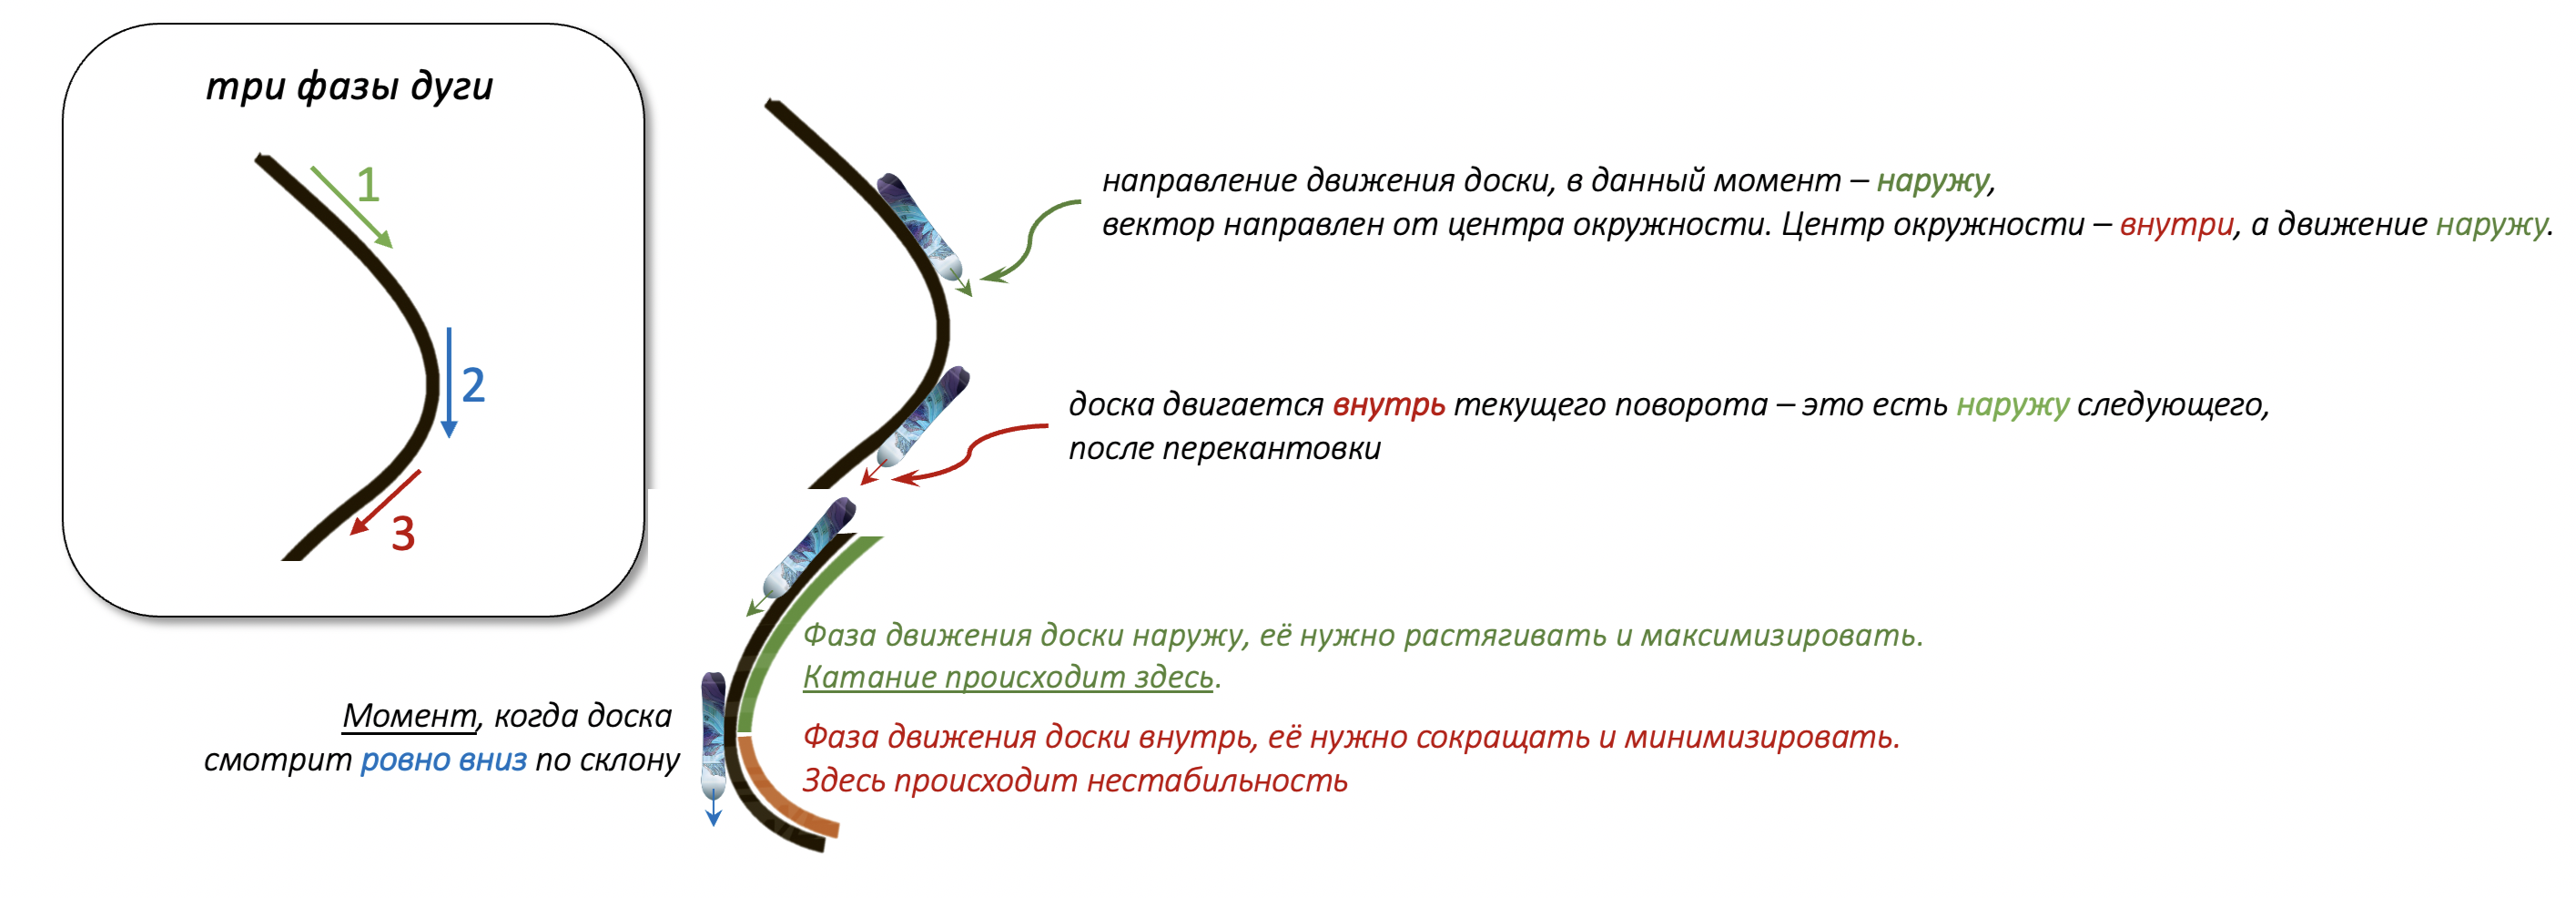 три фазы дуги
1
2
3
направление движения доски, в данный момент – наружу,
вектор направлен от центра окружности. Центр окружности – внутри, а движение наружу.
доска двигается внутрь текущего поворота – это есть наружу следующего,
после перекантовки
Фаза движения доски наружу, её нужно растягивать и максимизировать.
Катание происходит здесь.
Момент, когда доска
смотрит ровно вниз по склону
Фаза движения доски внутрь, её нужно сокращать и минимизировать.
Здесь происходит нестабильность